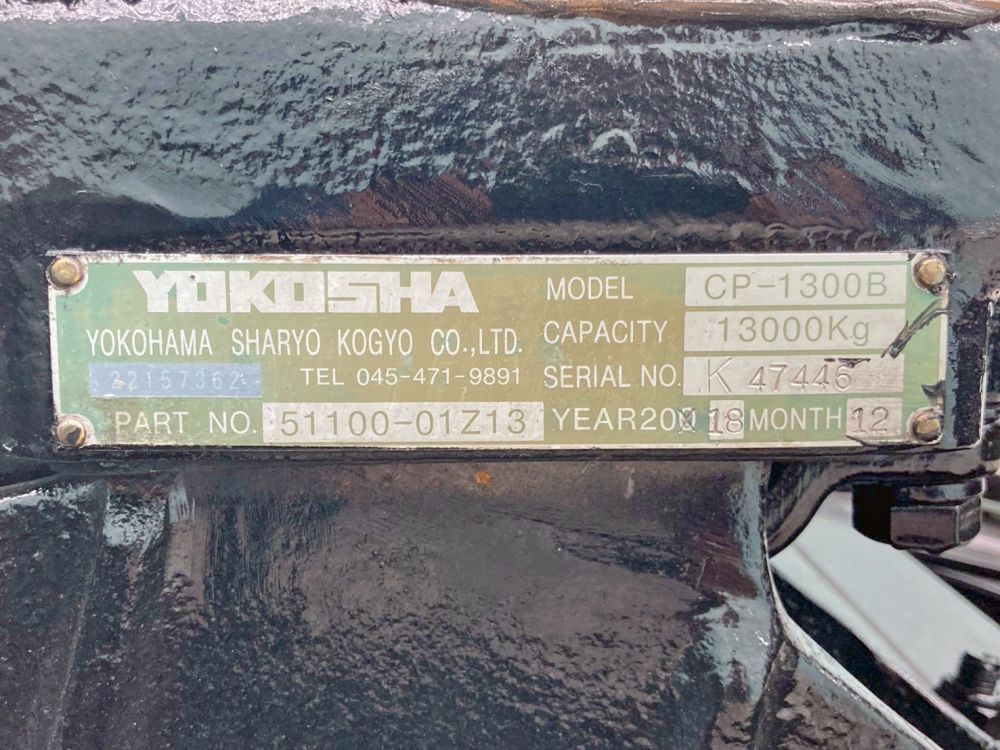 YOKOSHA
YOKOHAMA SHARYO KOGYO CO.,LTD.
22157362
TEL 045-471-9891
PART NO. 51100-01Z13
MODEL CP-1300B
CAPACITY 13000Kg
SERIAL NO. K 47446
YEAR200 18 MONTH 12